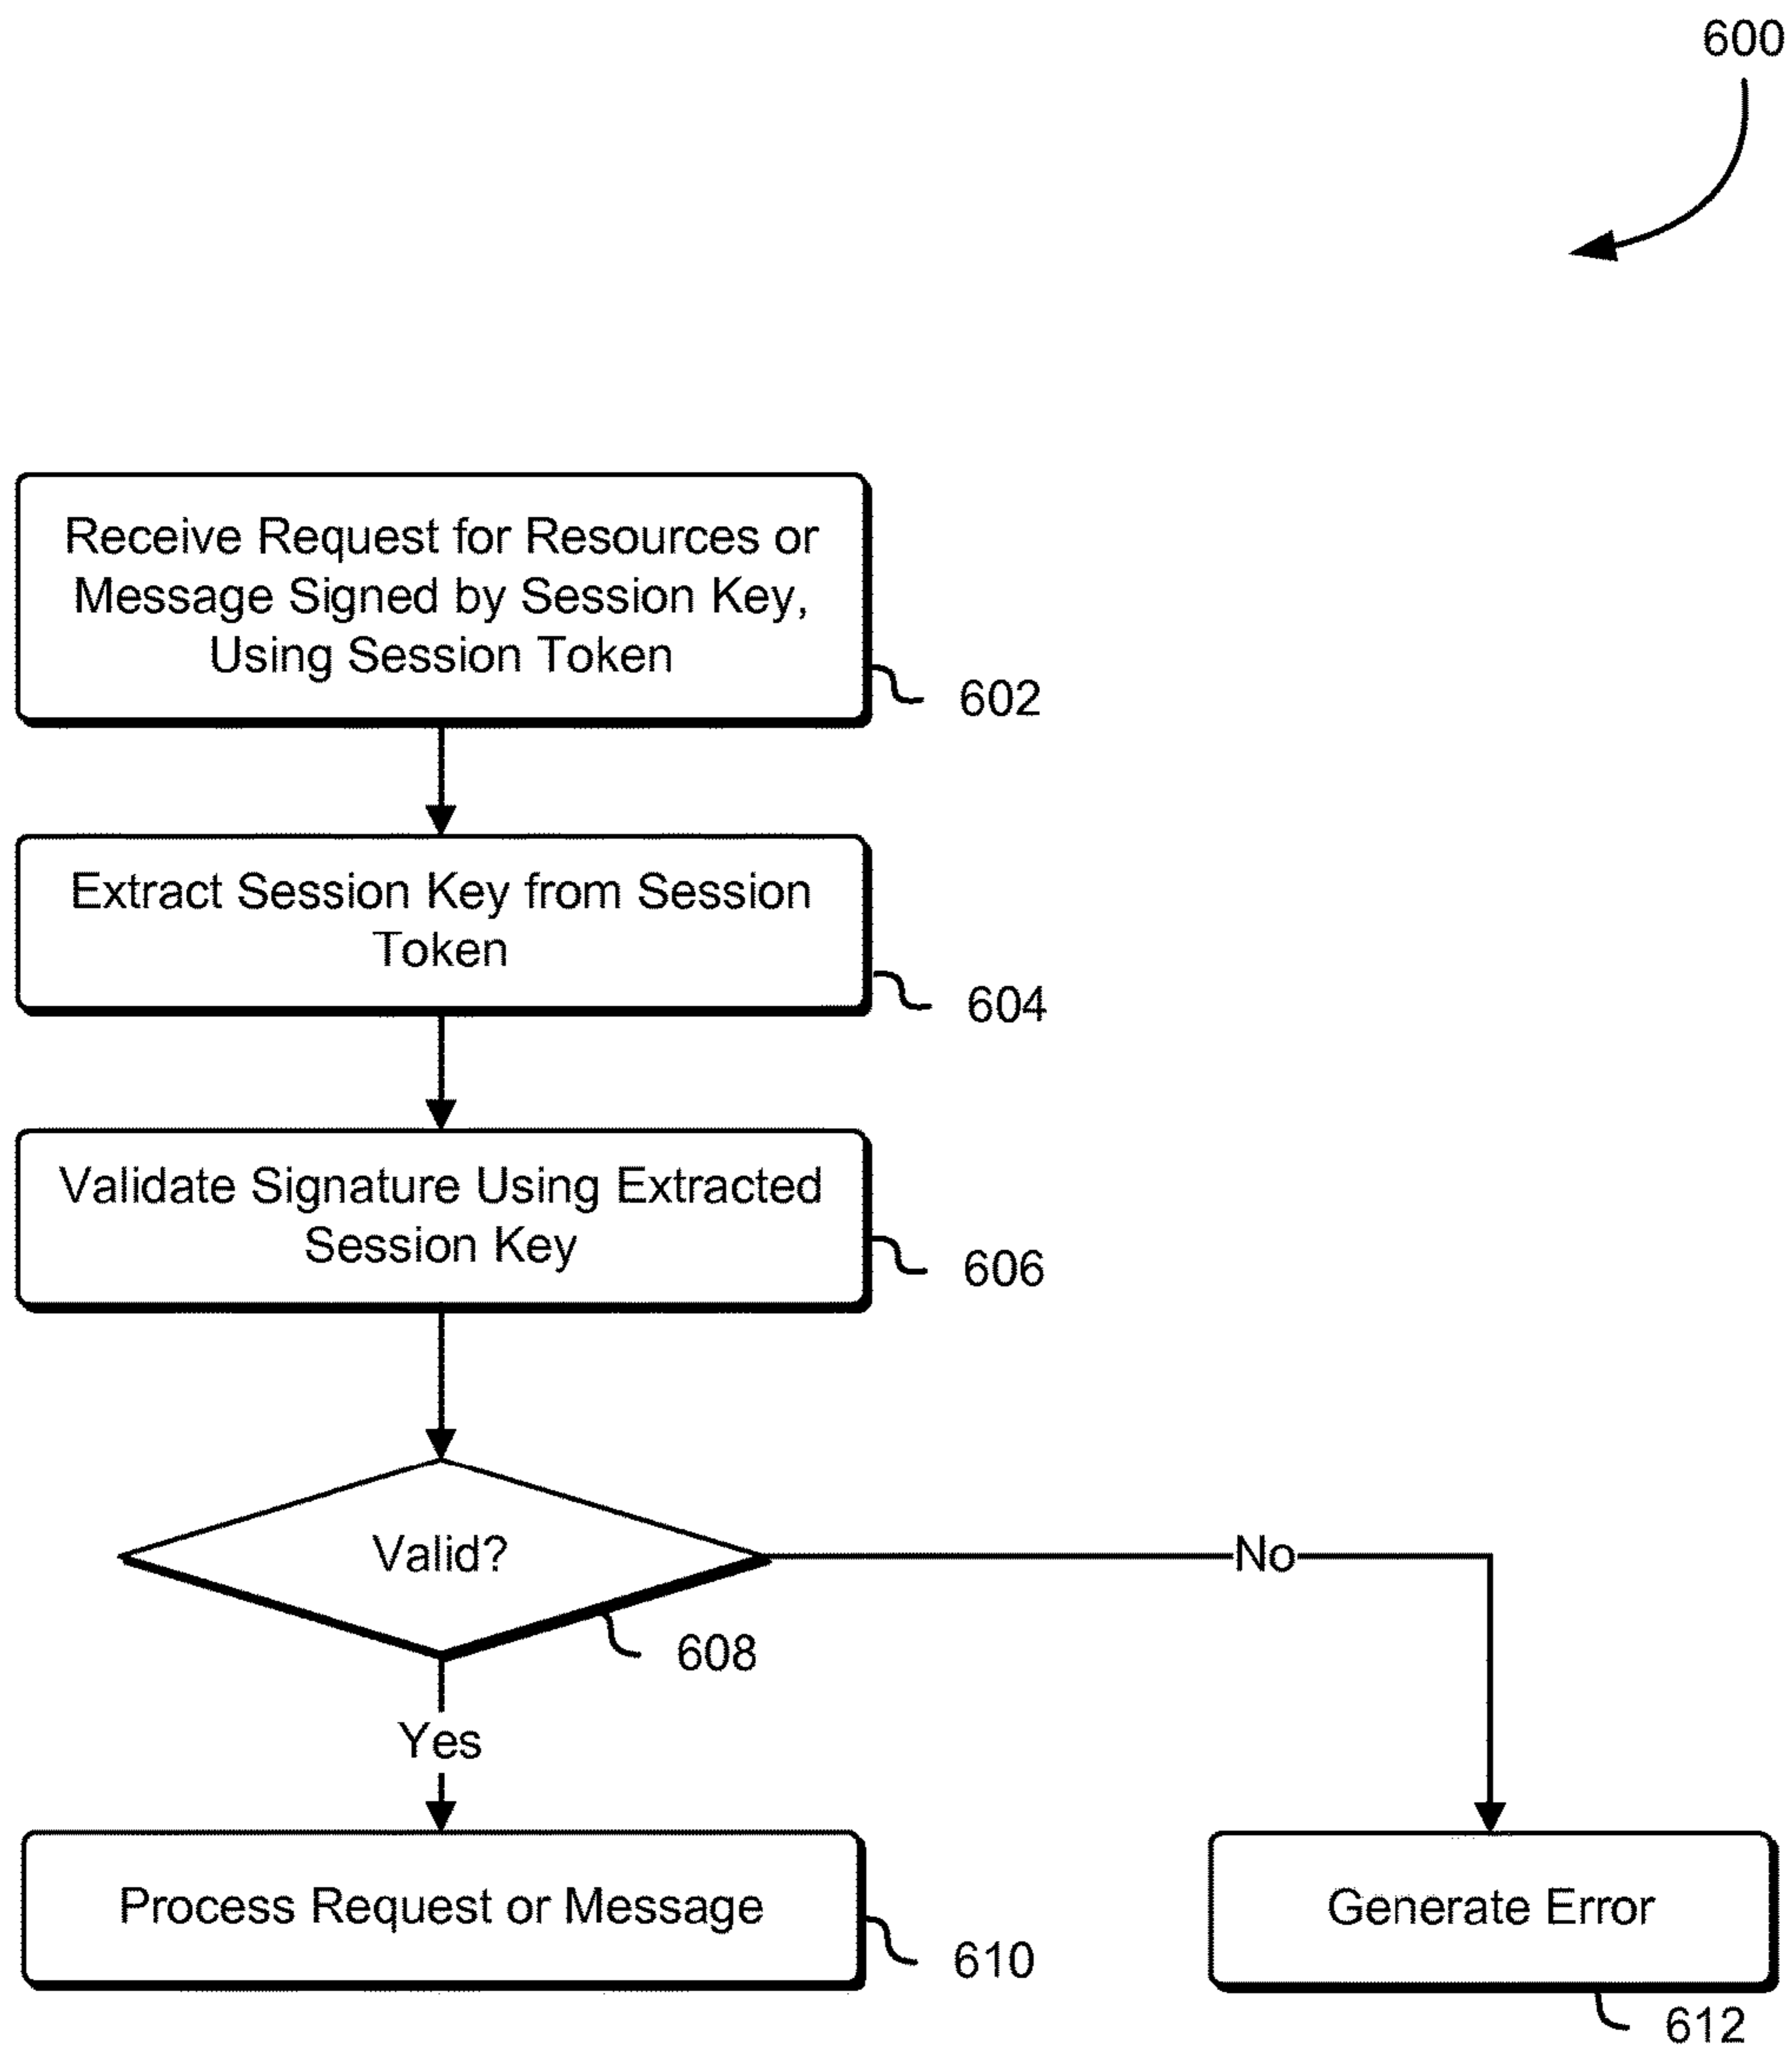 600
Receive Request for Resources or
Message Signed by Session Key,
Using Session Token
602
Extract Session Key from Session
Token
604
Validate Signature Using Extracted
Session Key
606
Valid?
No
608
Yes
Process Request or Message
610
Generate Error
612